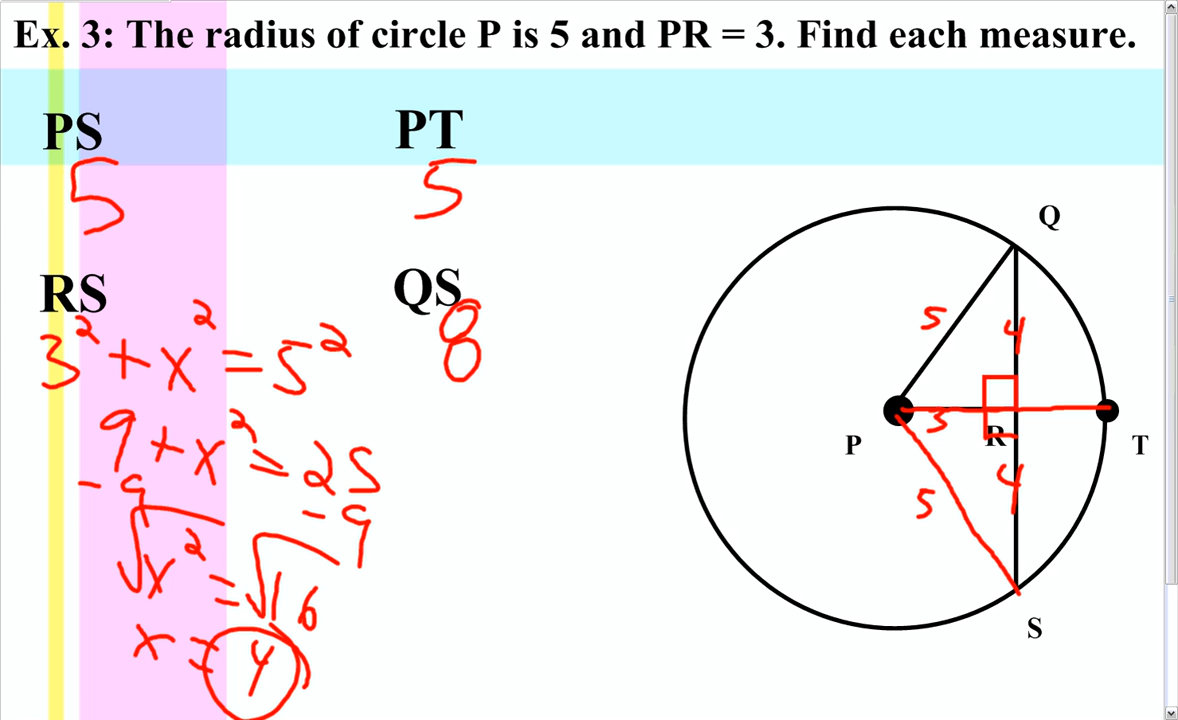 Ex. 3: The radius of circle P is 5 and PR = 3. Find each measure.
PS PT
5 5
RS QS
3² + x² = 5² 8
9 + x² = 25
- 9 - 9
√x² = √16
x = 4
Q
5 4
P 3 R T
5 4
S